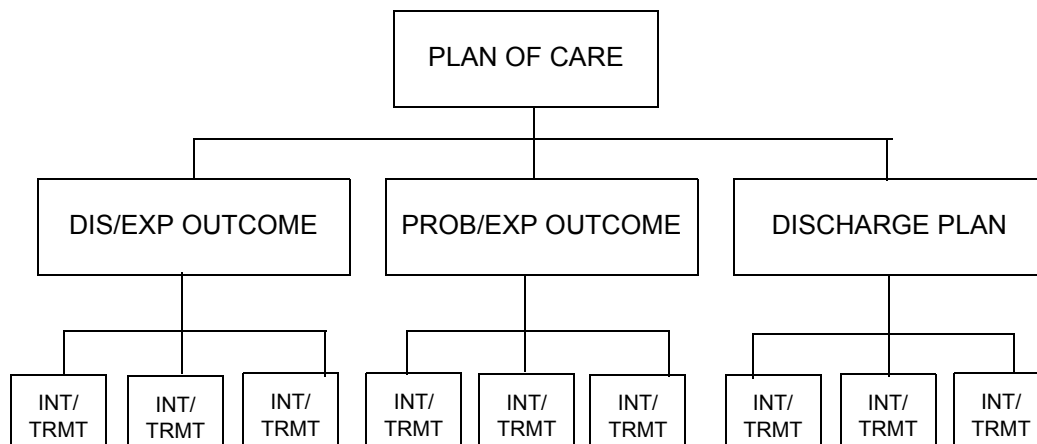 PLAN OF CARE
DIS/EXP OUTCOME
PROB/EXP OUTCOME
DISCHARGE PLAN
INT/
TRMT
INT/
TRMT
INT/
TRMT
INT/
TRMT
INT/
TRMT
INT/
TRMT
INT/
TRMT
INT/
TRMT
INT/
TRMT